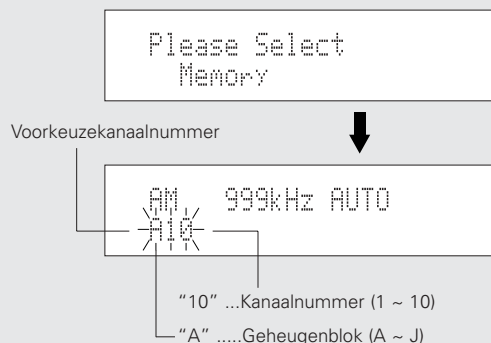 Please Select
Memory
Voorkeuzekanaalnummer
AM 999kHz AUTO
A10
"10" ...Kanaalnummer (1 ~ 10)
"A" .....Geheugenblok (A ~ J)